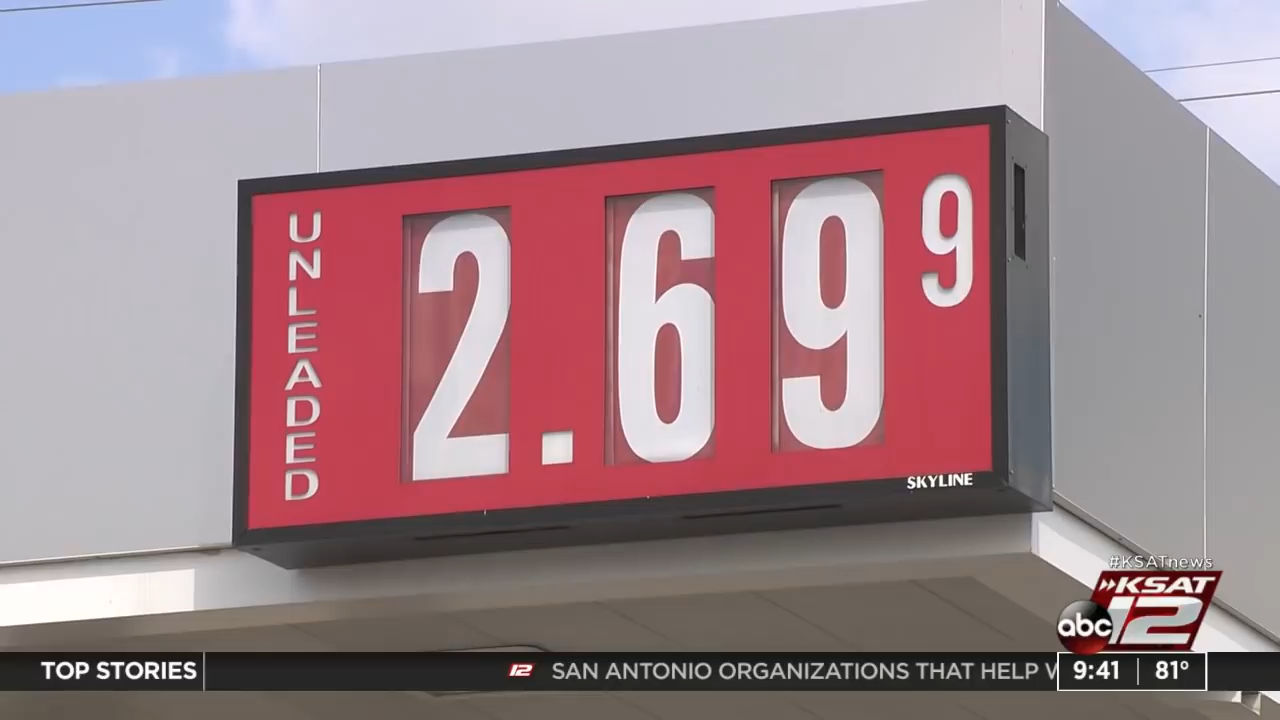 UNLEADED
2.69 9
SKYLINE
#KSATnews
KSAT
abc 12
TOP STORIES
12 SAN ANTONIO ORGANIZATIONS THAT HELP
9:41 81°